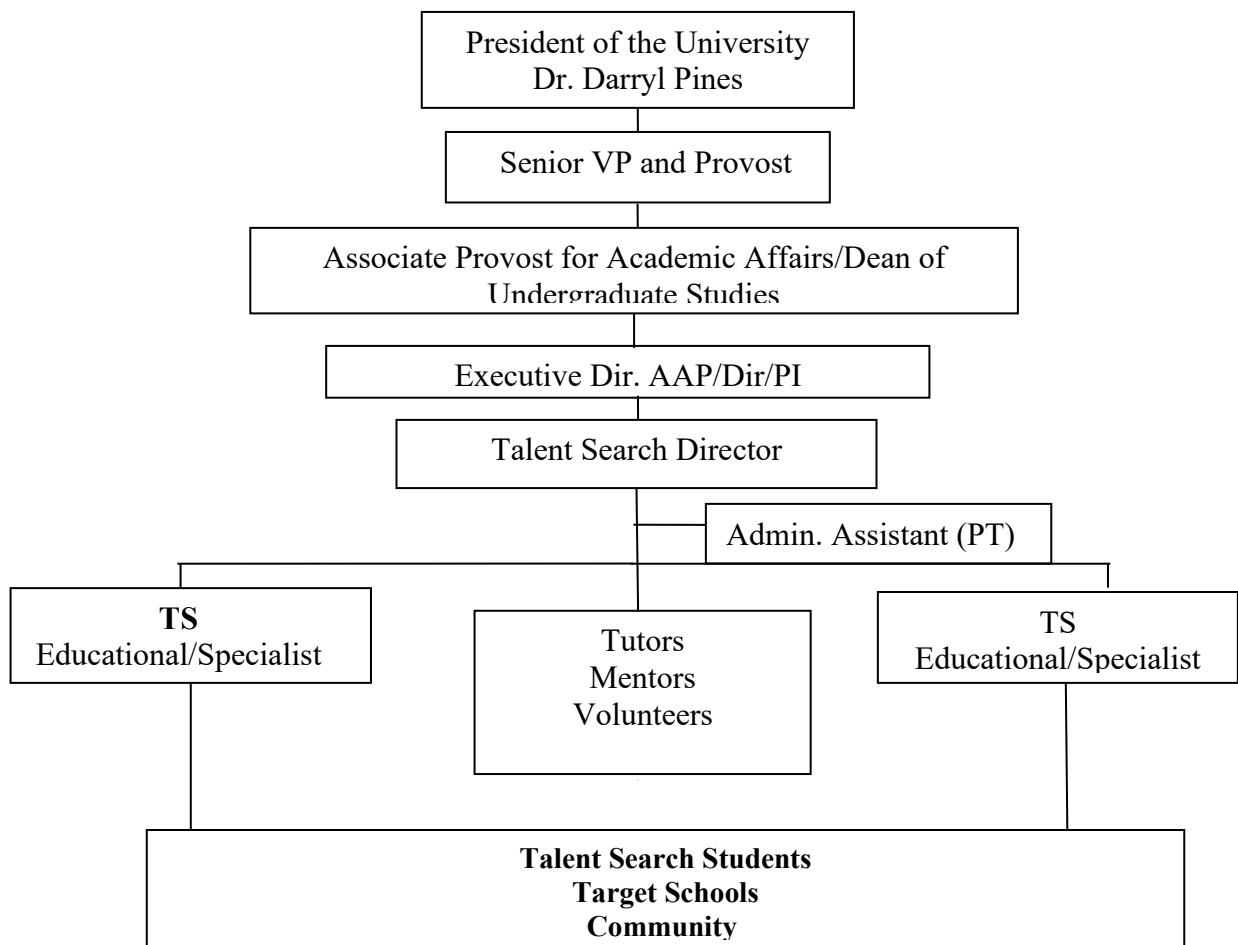 President of the University
Dr. Darryl Pines
Senior VP and Provost
Associate Provost for Academic Affairs/Dean of
Undergraduate Studies
Executive Dir. AAP/Dir/PI
Talent Search Director
Admin. Assistant (PT)
TS
Educational/Specialist
Tutors
Mentors
Volunteers
TS
Educational/Specialist
Talent Search Students
Target Schools
Community